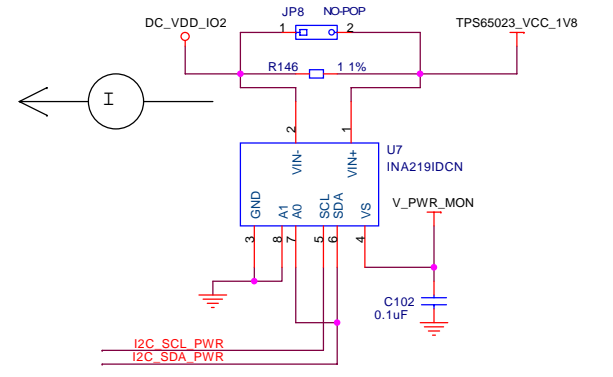 JP8 NO-POP
DC_VDD_IO2 1 2 TPS65023_VCC_1V8
R146 1 1%
I
2 1
U7
INA219IDCN
VIN- VIN+
GND A1 A0 SCL SDA VS
V_PWR_MON
3 8 7 5 6 4
C102
0.1uF
I2C_SCL_PWR
I2C_SDA_PWR